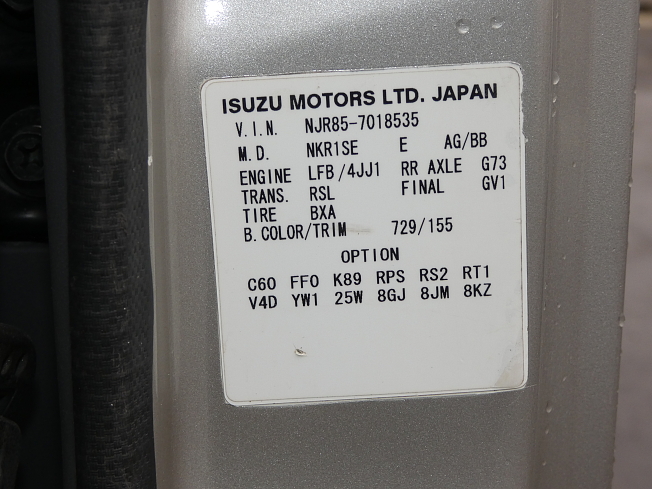 ISUZU MOTORS LTD. JAPAN
V.I.N. NJR85-7018535
M.D. NKR1SE E AG/BB
ENGINE LFB/4JJ1 RR AXLE G73
TRANS. RSL FINAL GV1
TIRE BXA
B.COLOR/TRIM 729/155
OPTION
C60 FF0 K89 RPS RS2 RT1
V4D YW1 25W 8GJ 8JM 8KZ